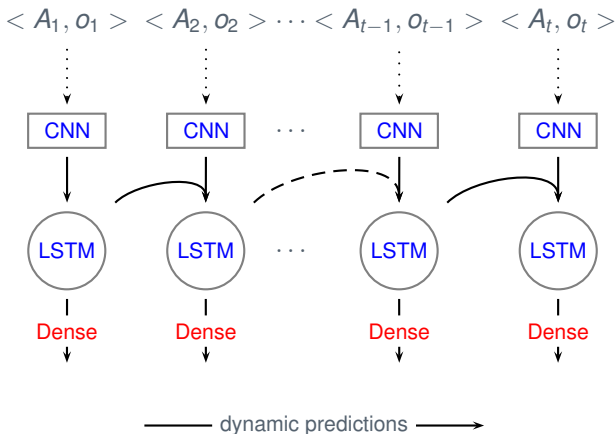 < A₁, o₁ > < A₂, o₂ > ··· < Aₜ₋₁, oₜ₋₁ > < Aₜ, oₜ >
CNN CNN ··· CNN CNN
LSTM LSTM ··· LSTM LSTM
Dense Dense Dense Dense
dynamic predictions